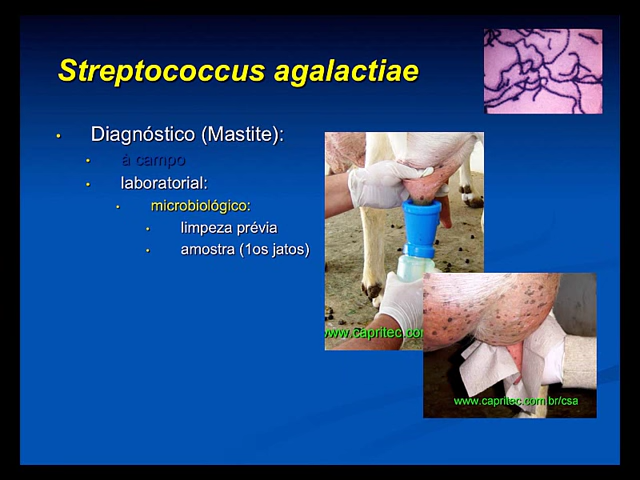 Streptococcus agalactiae
Diagnóstico (Mastite):
á campo
laboratorial:
microbiológico:
limpeza prévia
amostra (1os jatos)
www.capritec.co
www.capritec.com.br/csa